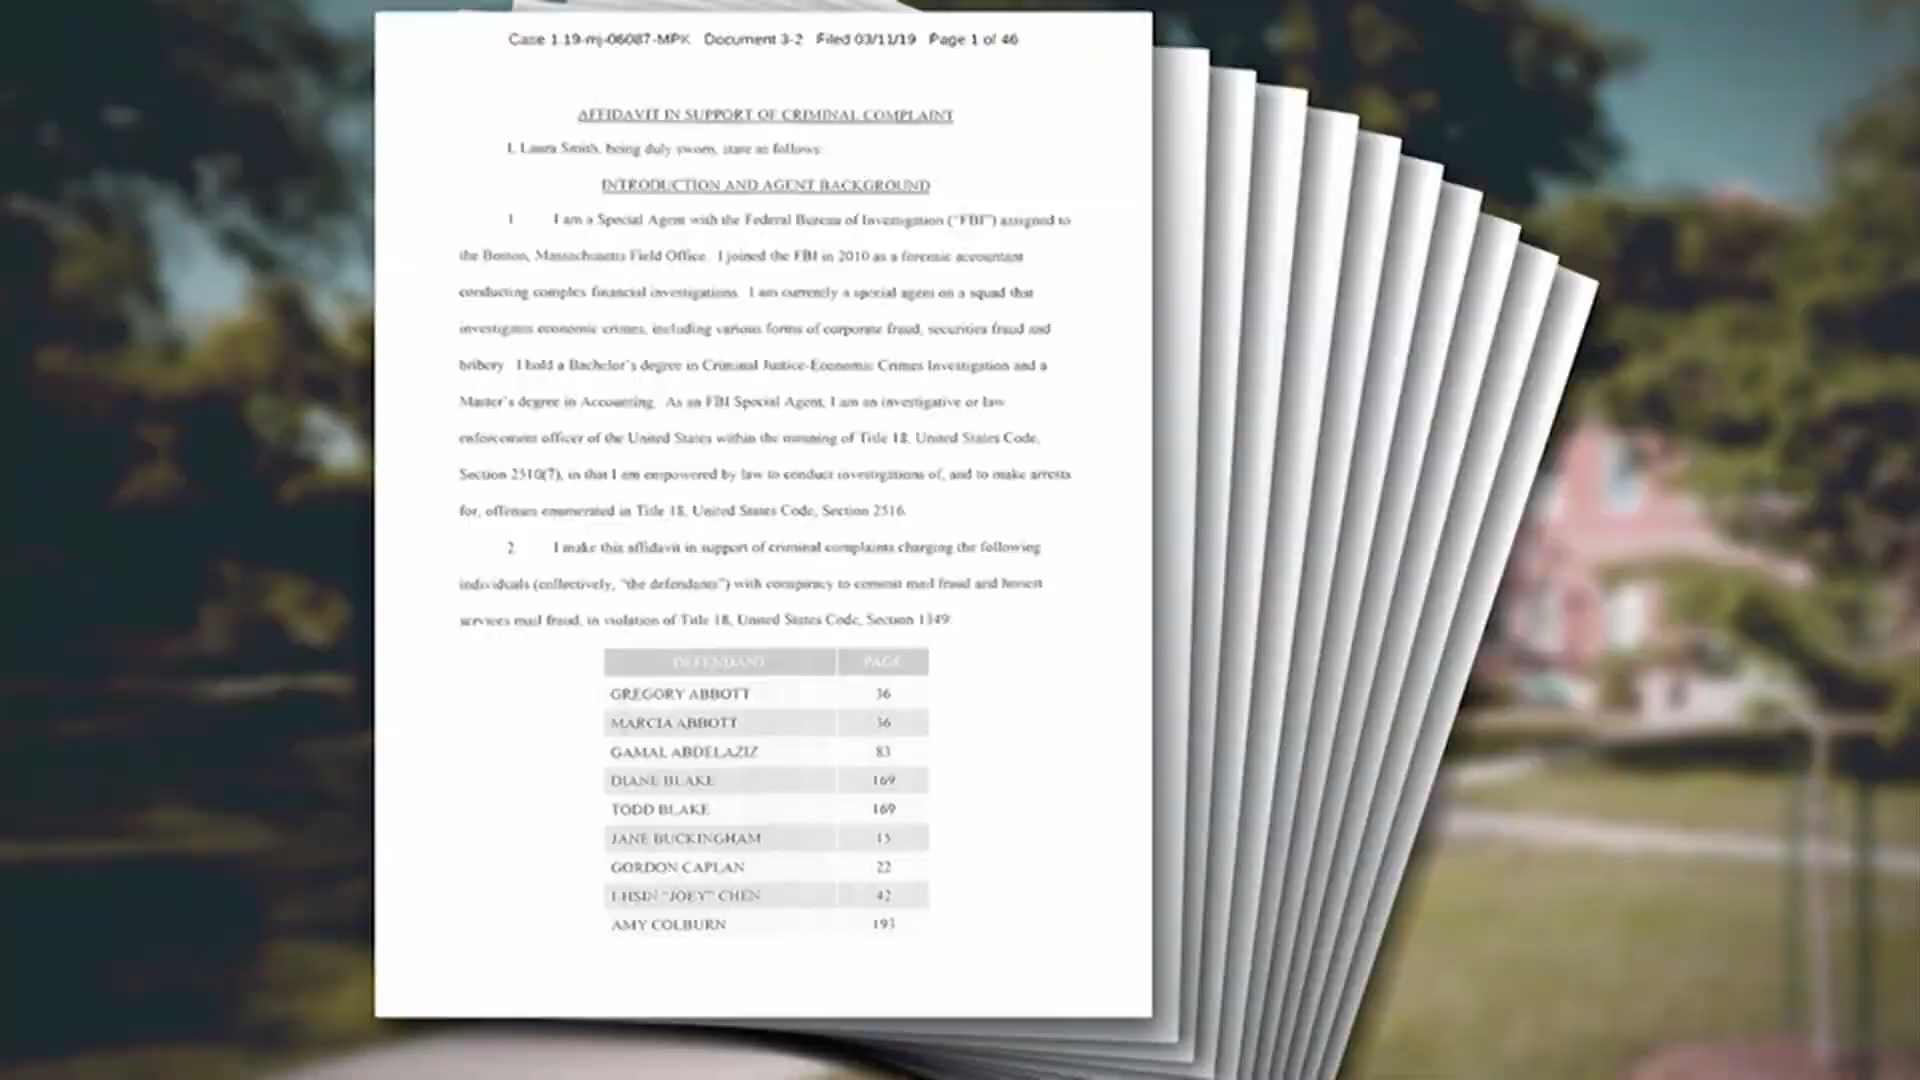 Case 1:19-mj-06087-MPK Document 3-2 Filed 03/11/19 Page 1 of 46
AFFIDAVIT IN SUPPORT OF CRIMINAL COMPLAINT
I, Laura Smith, being duly sworn, state as follows:
INTRODUCTION AND AGENT BACKGROUND
1. I am a Special Agent with the Federal Bureau of Investigation ("FBI") assigned to
the Boston, Massachusetts Field Office. I joined the FBI in 2010 as a forensic accountant
conducting complex financial investigations. I am currently a special agent on a squad that
investigates economic crimes, including various forms of corporate fraud, securities fraud and
bribery. I hold a Bachelor's degree in Criminal Justice-Economic Crimes Investigation and a
Master's degree in Accounting. As an FBI Special Agent, I am an investigative or law
enforcement officer of the United States within the meaning of Title 18, United States Code,
Section 2510(7), in that I am empowered by law to conduct investigations of, and to make arrests
for, offenses enumerated in Title 18, United States Code, Section 2516.
2. I make this affidavit in support of criminal complaints charging the following
individuals (collectively, "the defendants") with conspiracy to commit mail fraud and honest
services mail fraud, in violation of Title 18, United States Code, Section 1349:
DEFENDANT PAGE
GREGORY ABBOTT 36
MARCIA ABBOTT 36
GAMAL ABDELAZIZ 83
DIANE BLAKE 169
TODD BLAKE 169
JANE BUCKINGHAM 15
GORDON CAPLAN 22
I-HSIN "JOEY" CHEN 42
AMY COLBURN 193